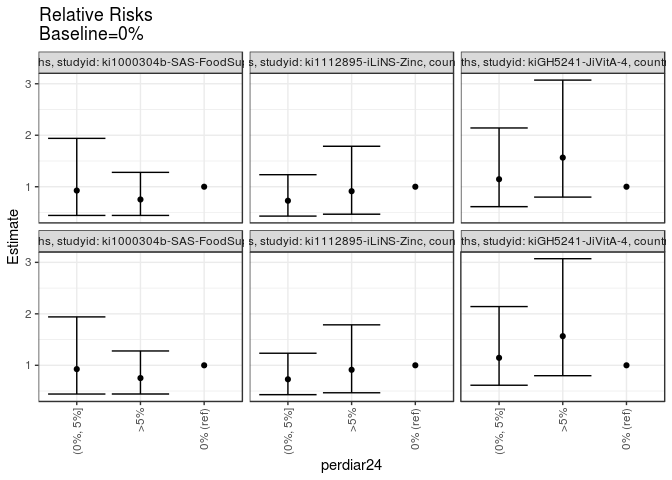 Relative Risks
Baseline=0%
ths, studyid: ki1000304b-SAS-FoodSup
s, studyid: ki1112895-iLiNS-Zinc, coun
ths, studyid: kiGH5241-JiVitA-4, countr
3
2
1
ths, studyid: ki1000304b-SAS-FoodSup
s, studyid: ki1112895-iLiNS-Zinc, coun
ths, studyid: kiGH5241-JiVitA-4, countr
3
2
1
Estimate
(0%, 5%]
>5%
0% (ref)
(0%, 5%]
>5%
0% (ref)
(0%, 5%]
>5%
0% (ref)
perdiar24